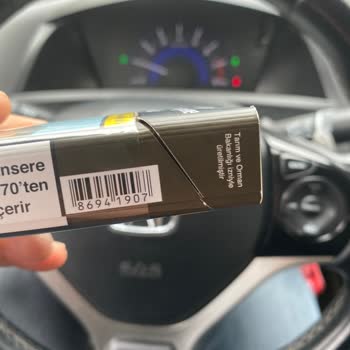 nsere
70'ten
çerir
8694 1907
Tarım ve Orman
Bakanlığı izniyle
üretilmiştir